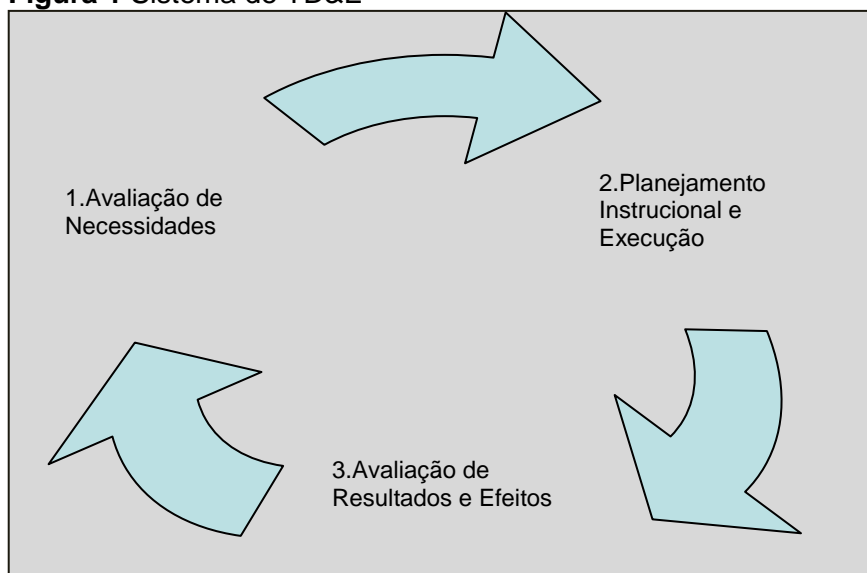 Figura 1 Sistema de TD&E
1.Avaliação de
Necessidades
2.Planejamento
Instrucional e
Execução
3.Avaliação de
Resultados e Efeitos